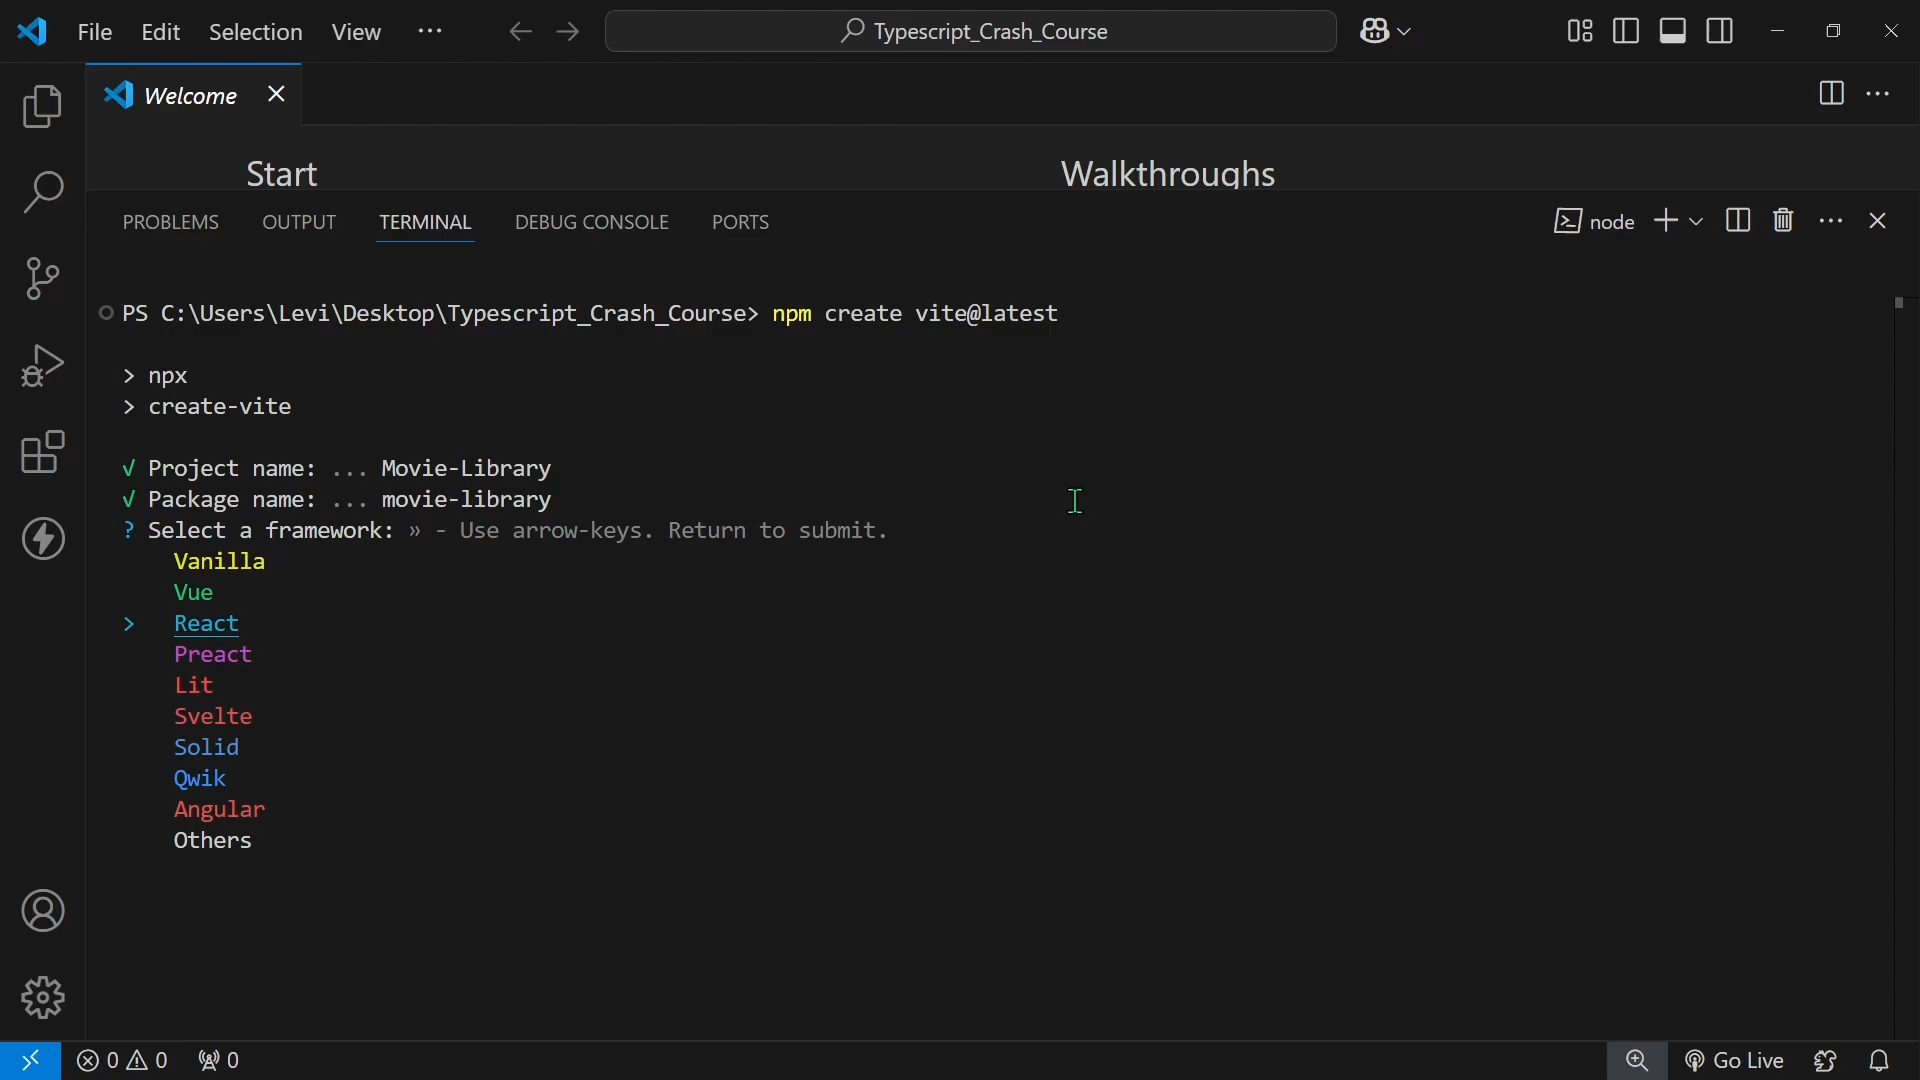 File Edit Selection View ··· Typescript_Crash_Course
Welcome
Start Walkthroughs
PROBLEMS OUTPUT TERMINAL DEBUG CONSOLE PORTS node
PS C:\Users\Levi\Desktop\Typescript_Crash_Course> npm create vite@latest
> npx
> create-vite
√ Project name: ... Movie-Library
√ Package name: ... movie-library
? Select a framework: » - Use arrow-keys. Return to submit.
Vanilla
Vue
> React
Preact
Lit
Svelte
Solid
Qwik
Angular
Others
0 0 0 Go Live